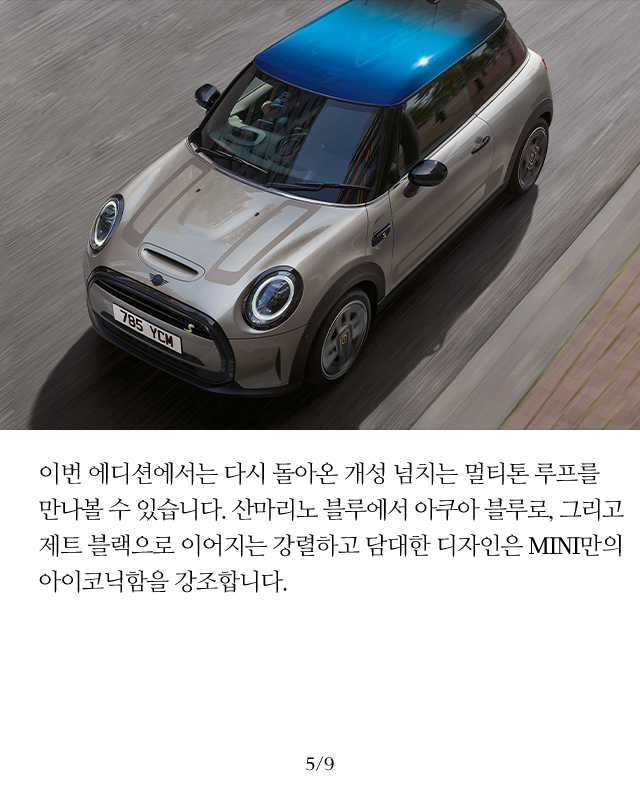 785 YCM
이번 에디션에서는 다시 돌아온 개성 넘치는 멀티톤 루프를
만나볼 수 있습니다. 산마리노 블루에서 아쿠아 블루로, 그리고
제트 블랙으로 이어지는 강렬하고 담대한 디자인은 MINI만의
아이코닉함을 강조합니다.
5/9